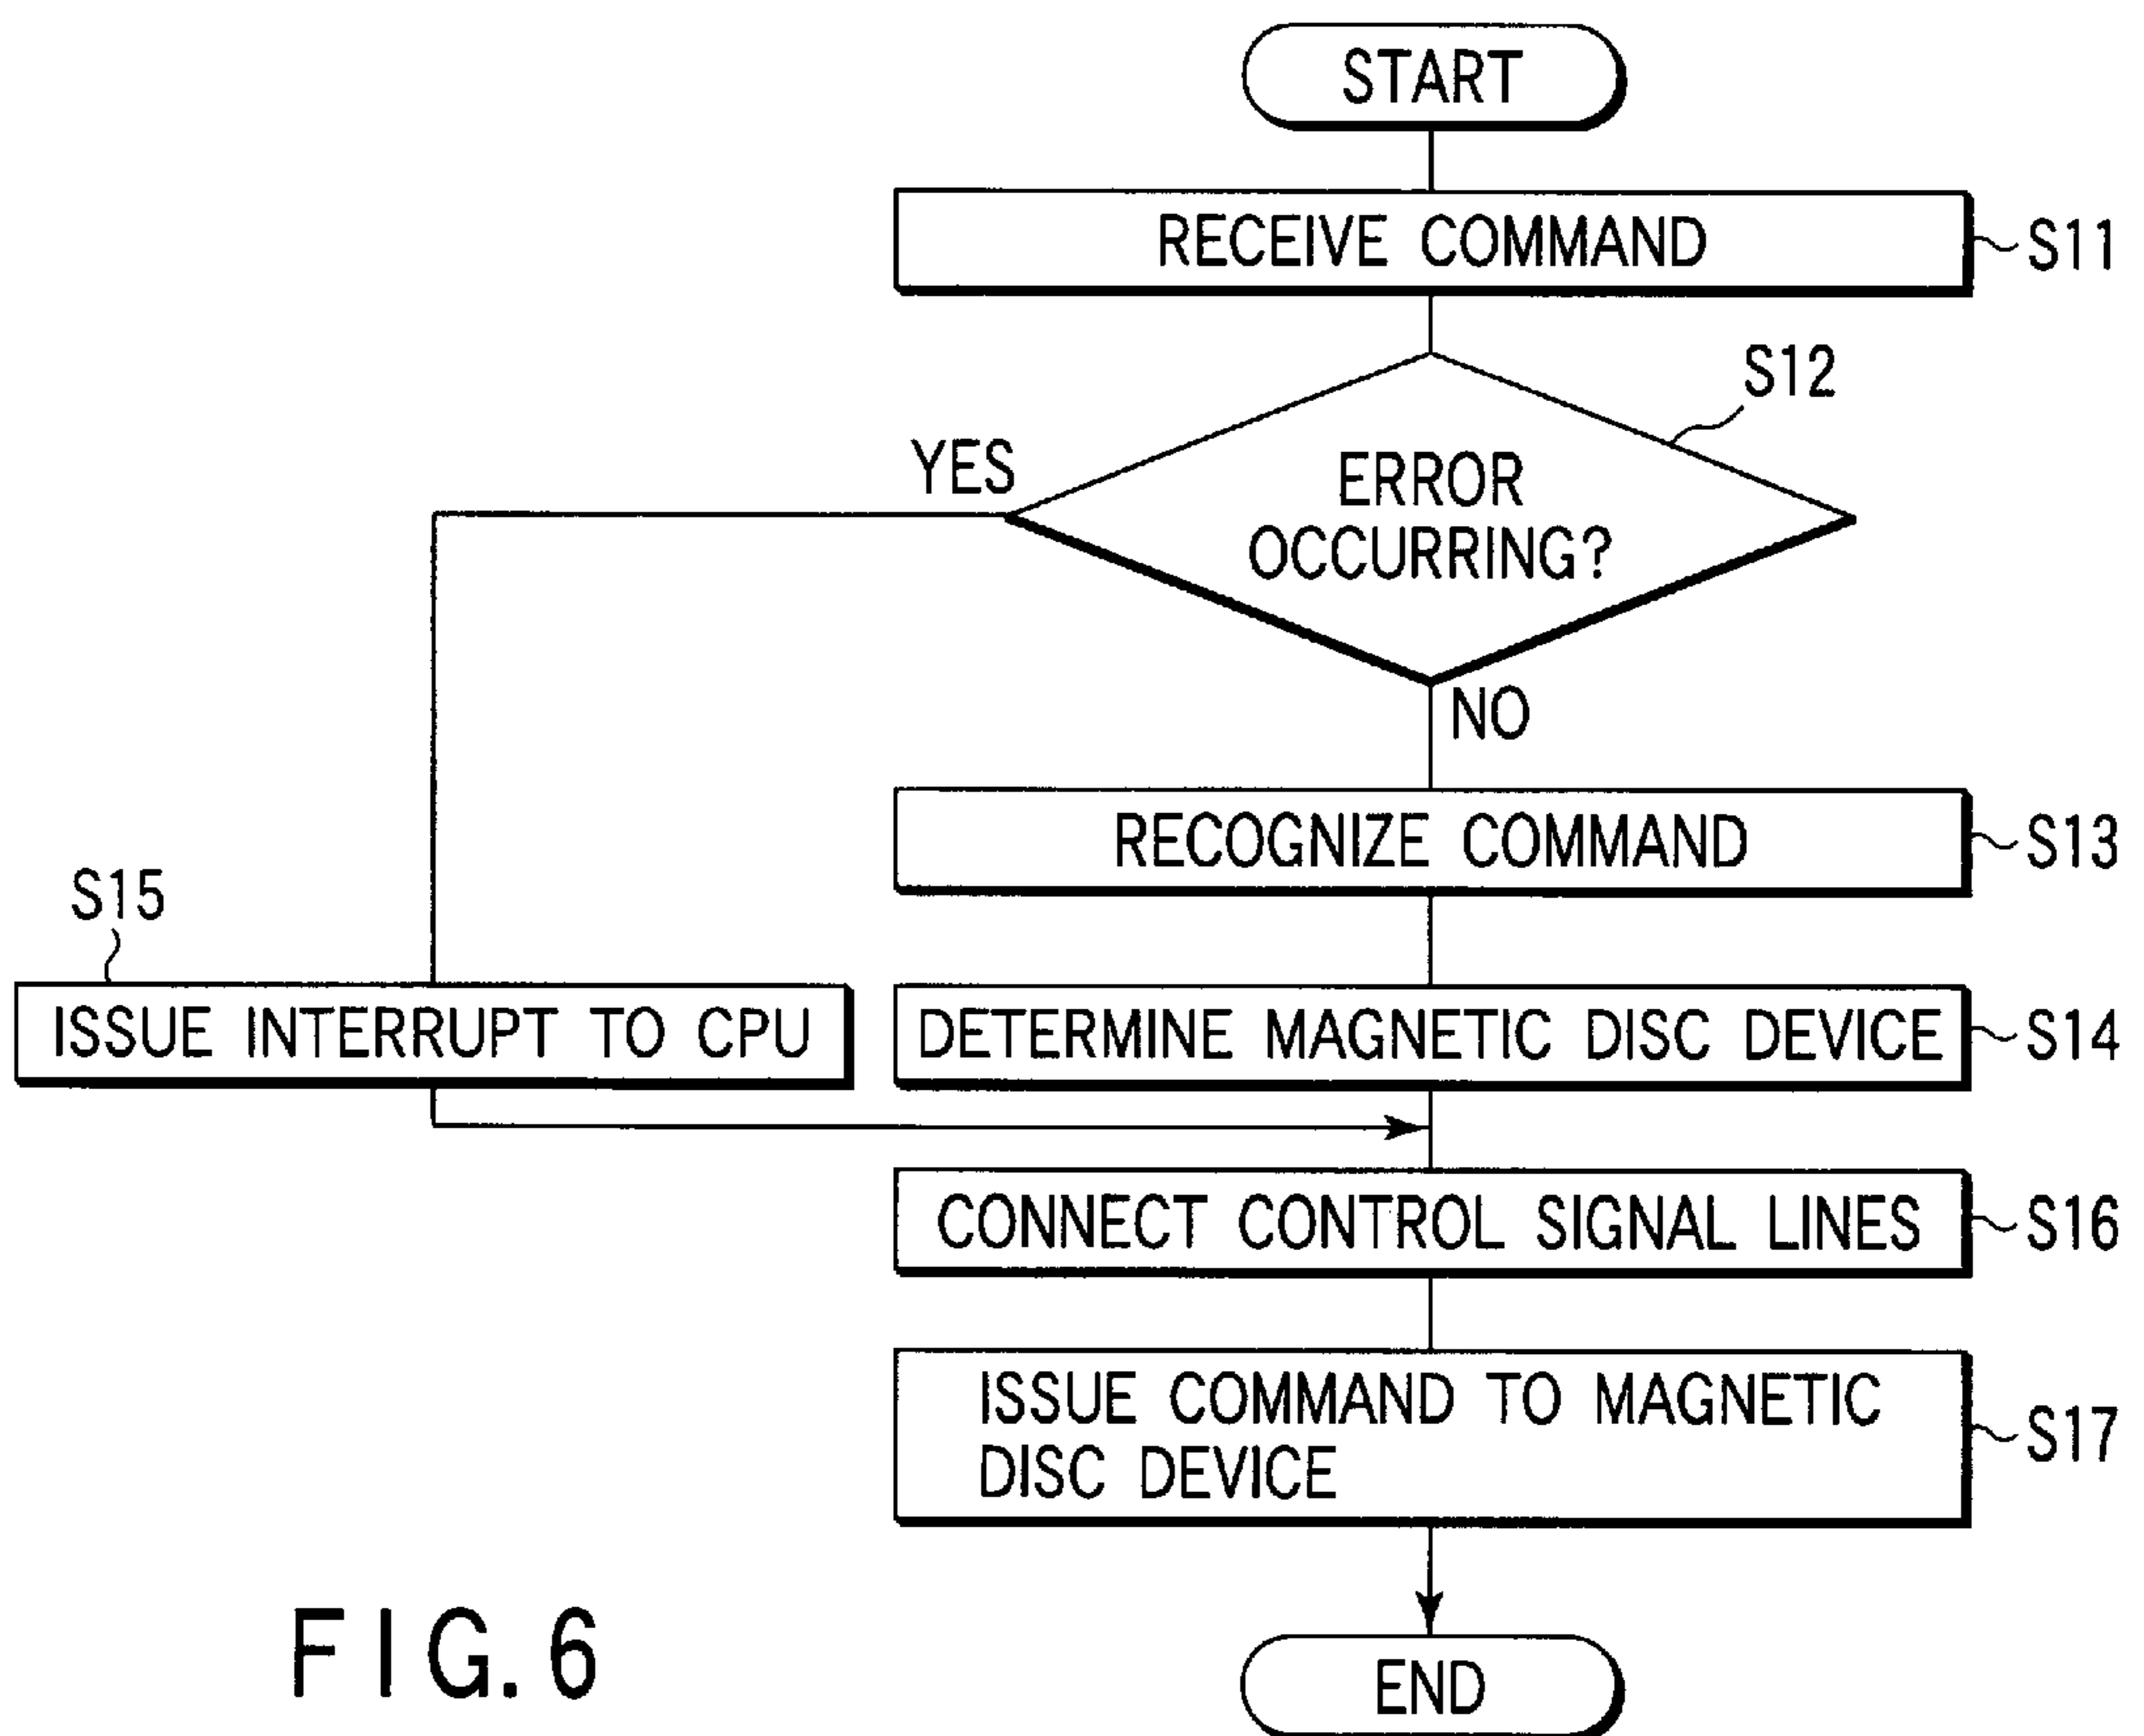 START
RECEIVE COMMAND
S11
S12
YES
ERROR
OCCURRING?
NO
RECOGNIZE COMMAND
S13
S15
ISSUE INTERRUPT TO CPU
DETERMINE MAGNETIC DISC DEVICE
S14
CONNECT CONTROL SIGNAL LINES
S16
ISSUE COMMAND TO MAGNETIC
DISC DEVICE
S17
END
FIG. 6